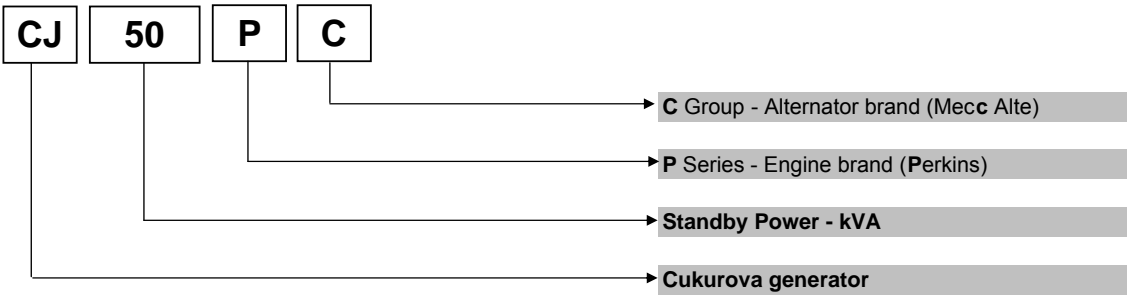 CJ 50 P C
C Group - Alternator brand (Mecc Alte)
P Series - Engine brand (Perkins)
Standby Power - kVA
Cukurova generator